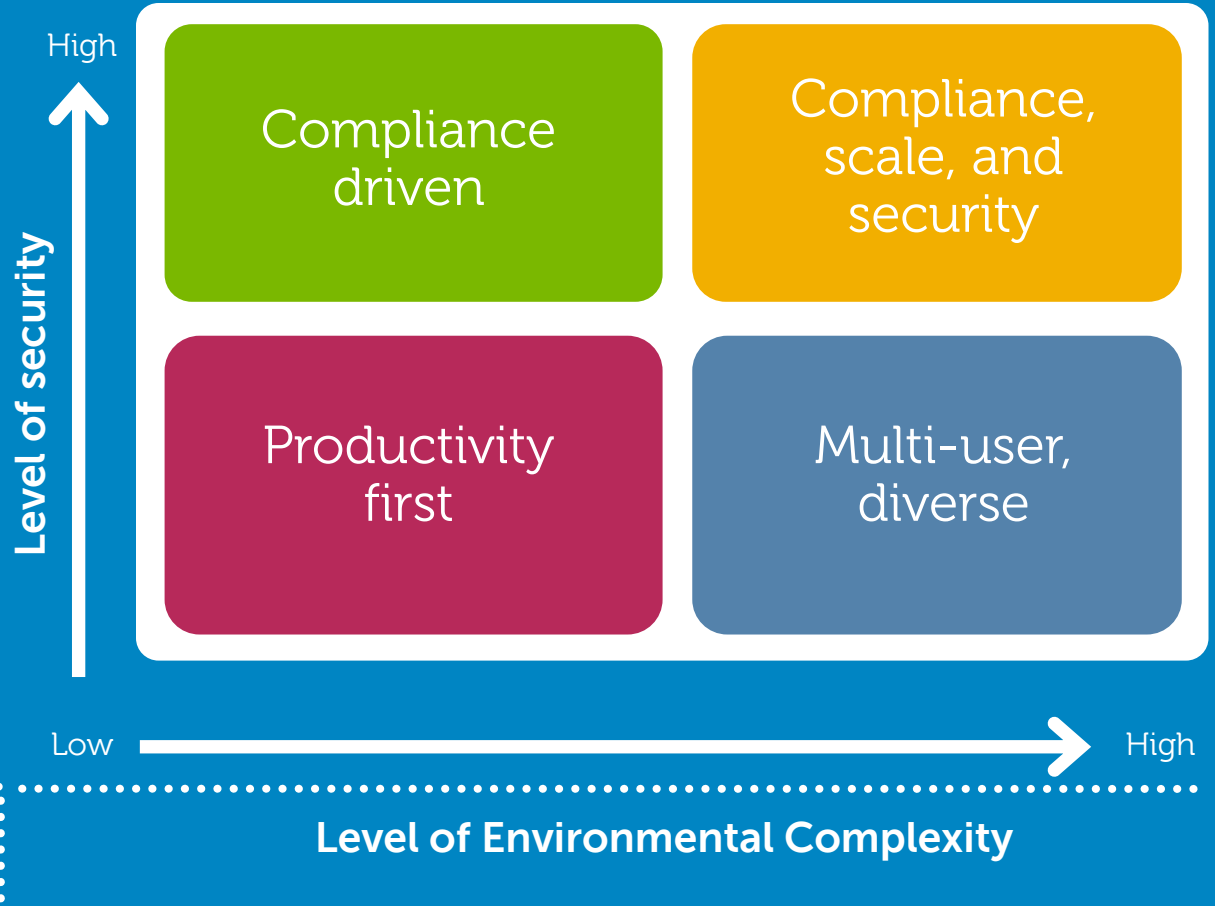 High
Compliance
driven
Compliance,
scale, and
security
Level of security
Productivity
first
Multi-user,
diverse
Low
High
Level of Environmental Complexity